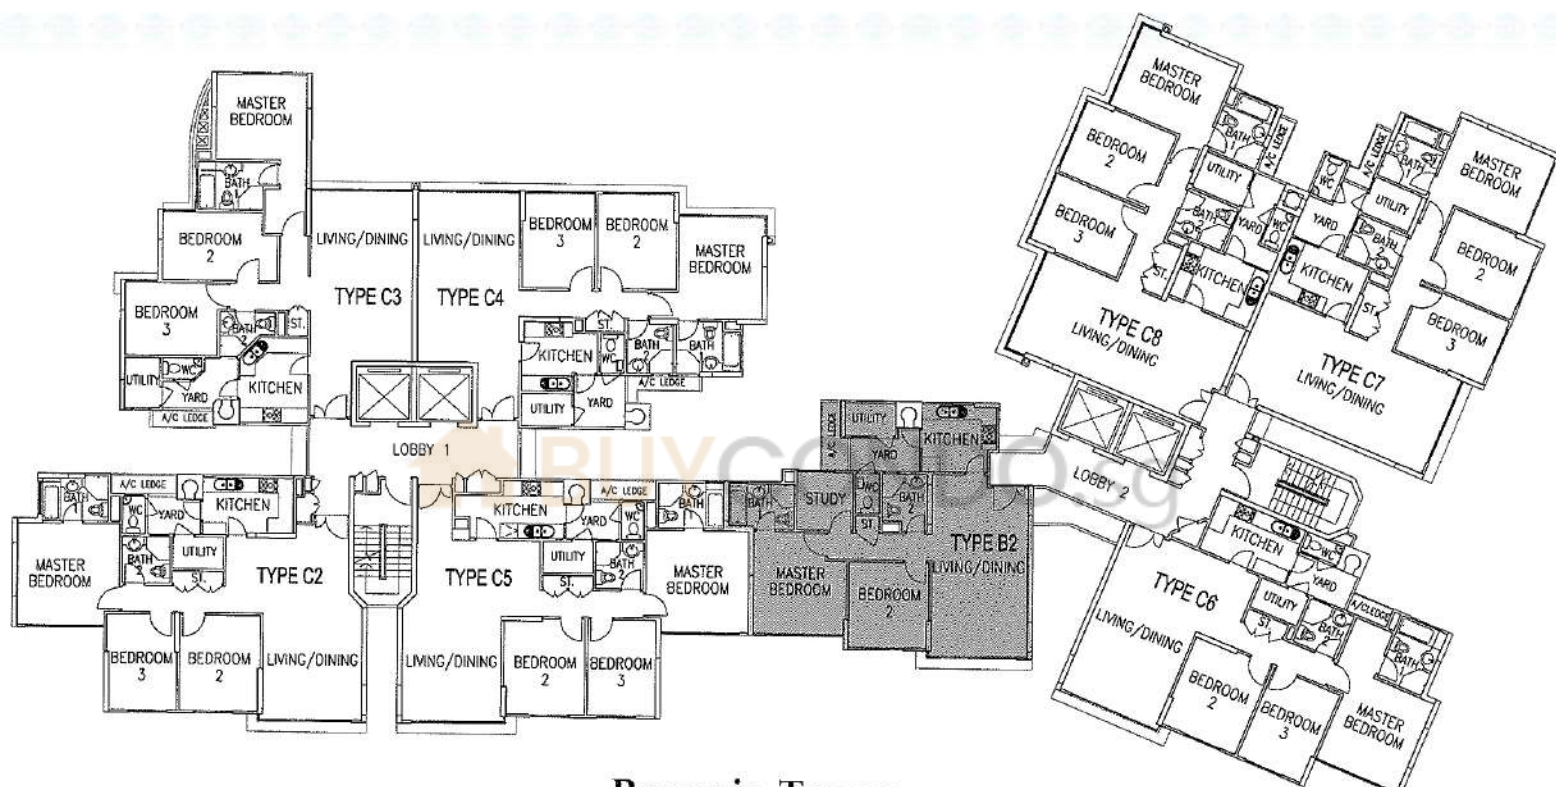 MASTER
BEDROOM
BATH
1
BEDROOM
2
BEDROOM
3
BATH
2
ST.
WC
UTILITY
YARD
KITCHEN
A/C LEDGE
LIVING/DINING
TYPE C3
LIVING/DINING
TYPE C4
BEDROOM
3
BEDROOM
2
MASTER
BEDROOM
ST.
KITCHEN
WC
BATH
2
BATH
A/C LEDGE
UTILITY
YARD
LOBBY 1
BATH
A/C LEDGE
KITCHEN
WC
YARD
MASTER
BEDROOM
BATH
2
UTILITY
ST.
TYPE C2
BEDROOM
3
BEDROOM
2
LIVING/DINING
KITCHEN
A/C LEDGE
YARD
WC
BATH
1
TYPE C5
UTILITY
BATH
2
ST.
MASTER
BEDROOM
LIVING/DINING
BEDROOM
2
BEDROOM
3
A/C LEDGE
UTILITY
KITCHEN
YARD
BATH
STUDY
WC
BATH
2
ST
TYPE B2
LIVING/DINING
MASTER
BEDROOM
BEDROOM
2
BUYCONDO.sg
MASTER
BEDROOM
BATH
1
A/C LEDGE
BEDROOM
2
UTILITY
BEDROOM
3
BATH
2
YARD
WC
ST.
KITCHEN
TYPE C8
LIVING/DINING
WC
A/C LEDGE
BATH
1
MASTER
BEDROOM
UTILITY
YARD
BATH
2
BEDROOM
2
KITCHEN
ST.
BEDROOM
3
TYPE C7
LIVING/DINING
LOBBY 2
KITCHEN
WC
YARD
TYPE C6
UTILITY
A/C LEDGE
ST.
BATH
2
BATH
1
LIVING/DINING
BEDROOM
2
BEDROOM
3
MASTER
BEDROOM